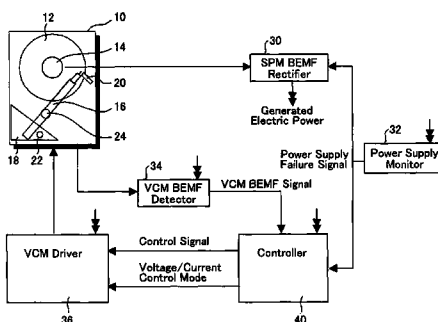 10
12
14
20
16
24
18
22
30
SPM BEMF
Rectifier
Generated
Electric Power
32
Power Supply
Monitor
Power Supply
Failure Signal
34
VCM BEMF
Detector
VCM BEMF Signal
VCM Driver
36
Control Signal
Voltage/Current
Control Mode
Controller
40